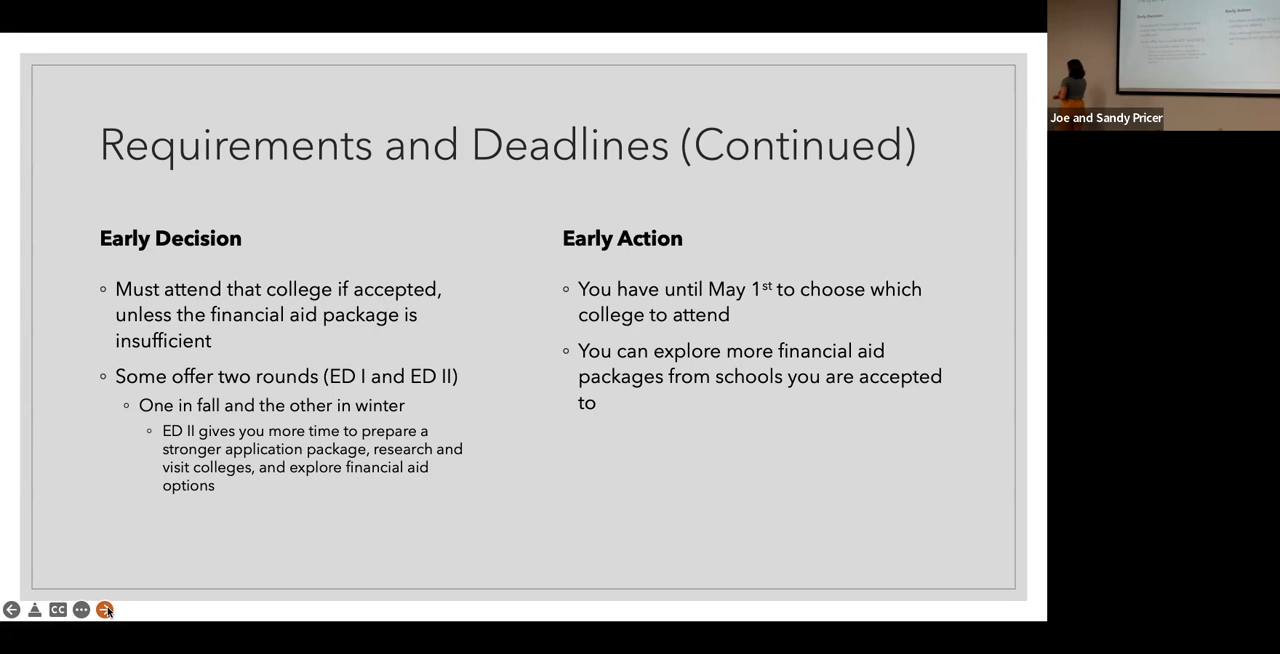 Requirements and Deadlines (Continued)
Early Decision
Must attend that college if accepted,
unless the financial aid package is
insufficient
Some offer two rounds (ED I and ED II)
One in fall and the other in winter
ED II gives you more time to prepare a
stronger application package, research and
visit colleges, and explore financial aid
options
Early Action
You have until May 1st to choose which
college to attend
You can explore more financial aid
packages from schools you are accepted
to
CC
Early Decision
Early Action
Joe and Sandy Pricer